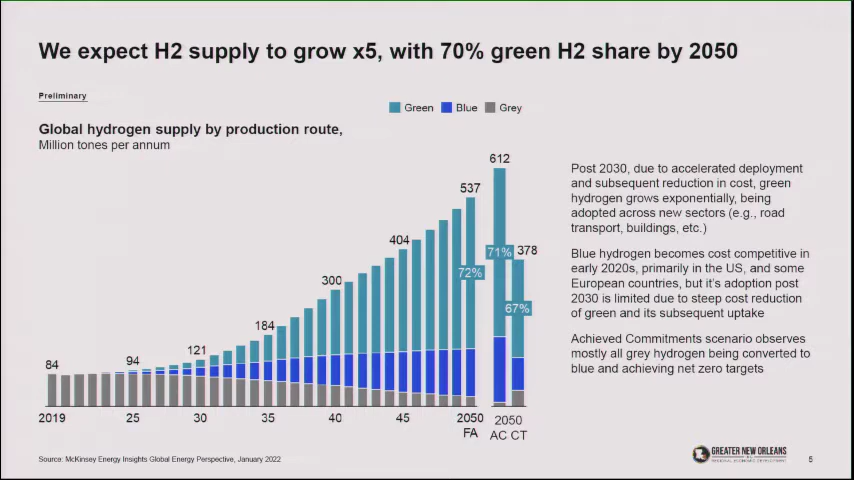 We expect H2 supply to grow x5, with 70% green H2 share by 2050
Preliminary
Green Blue Grey
Global hydrogen supply by production route,
Million tones per annum
84
94
121
184
300
404
537
612
378
72%
71%
67%
2019 25 30 35 40 45 2050 2050
FA AC CT
Post 2030, due to accelerated deployment
and subsequent reduction in cost, green
hydrogen grows exponentially, being
adopted across new sectors (e.g., road
transport, buildings, etc.)
Blue hydrogen becomes cost competitive in
early 2020s, primarily in the US, and some
European countries, but it's adoption post
2030 is limited due to steep cost reduction
of green and its subsequent uptake
Achieved Commitments scenario observes
mostly all grey hydrogen being converted to
blue and achieving net zero targets
Source: McKinsey Energy Insights Global Energy Perspective, January 2022
GREATER NEW ORLEANS
5